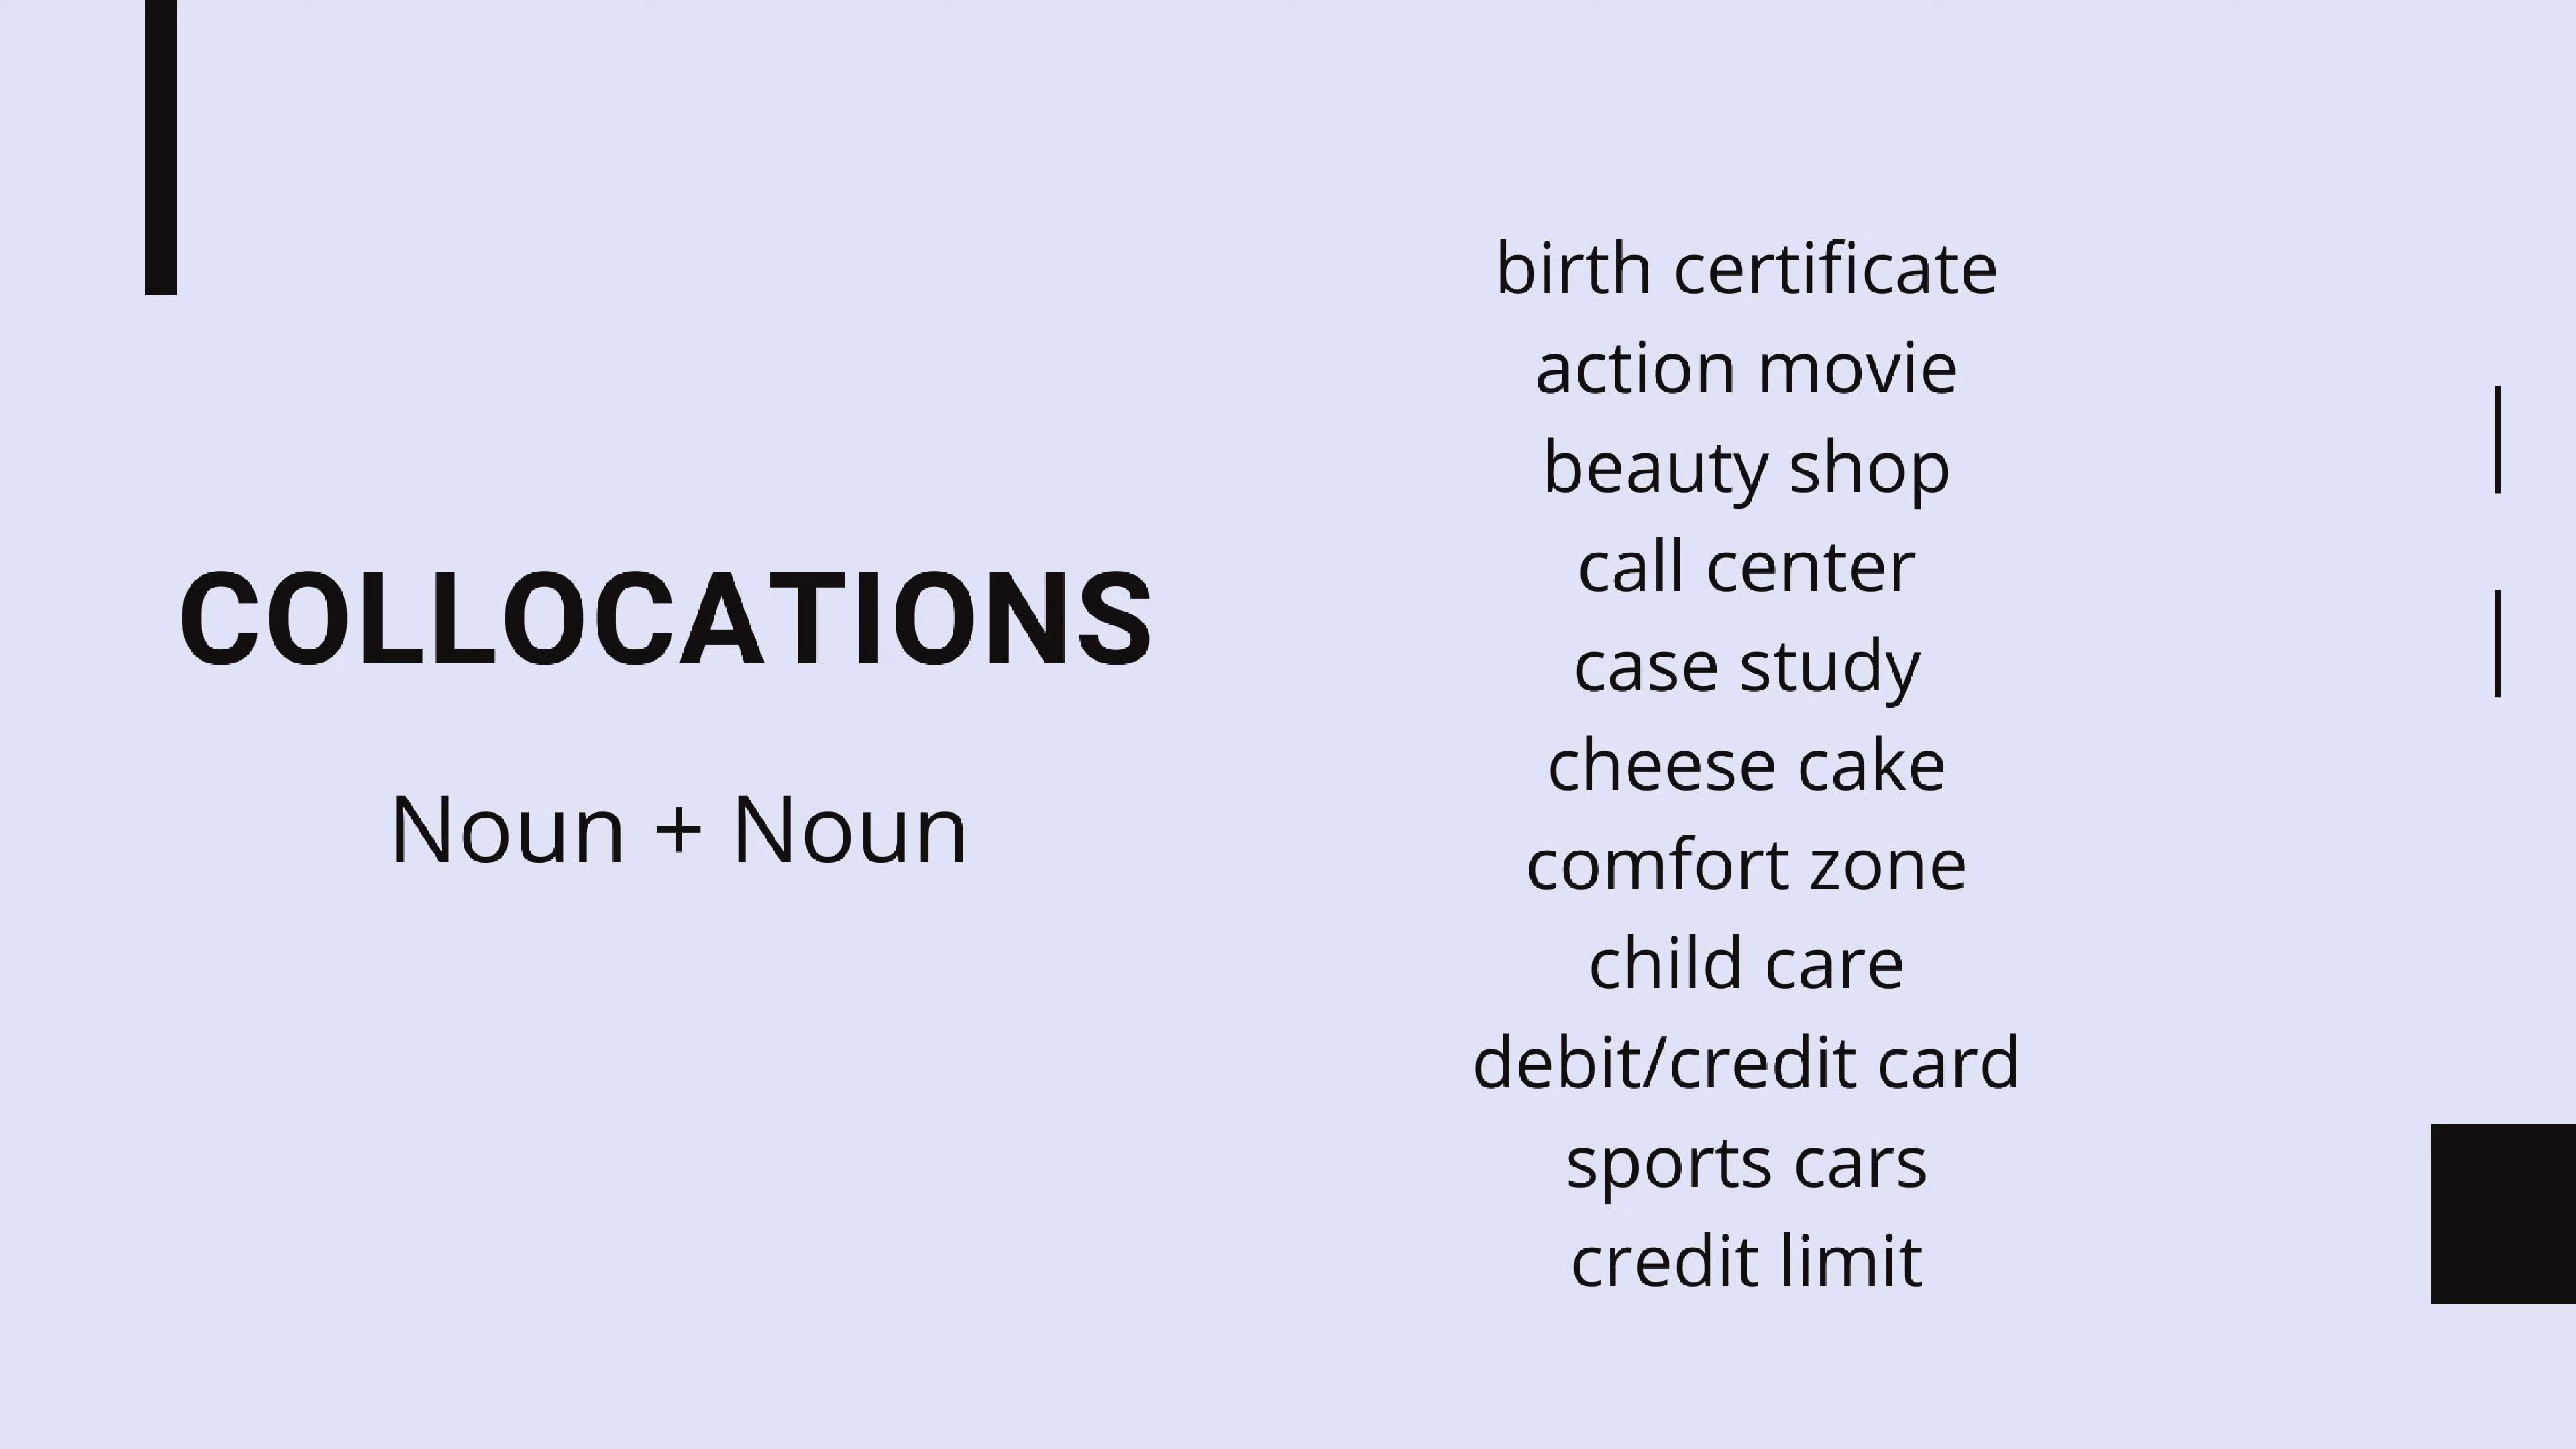 COLLOCATIONS
Noun + Noun
birth certificate
action movie
beauty shop
call center
case study
cheese cake
comfort zone
child care
debit/credit card
sports cars
credit limit